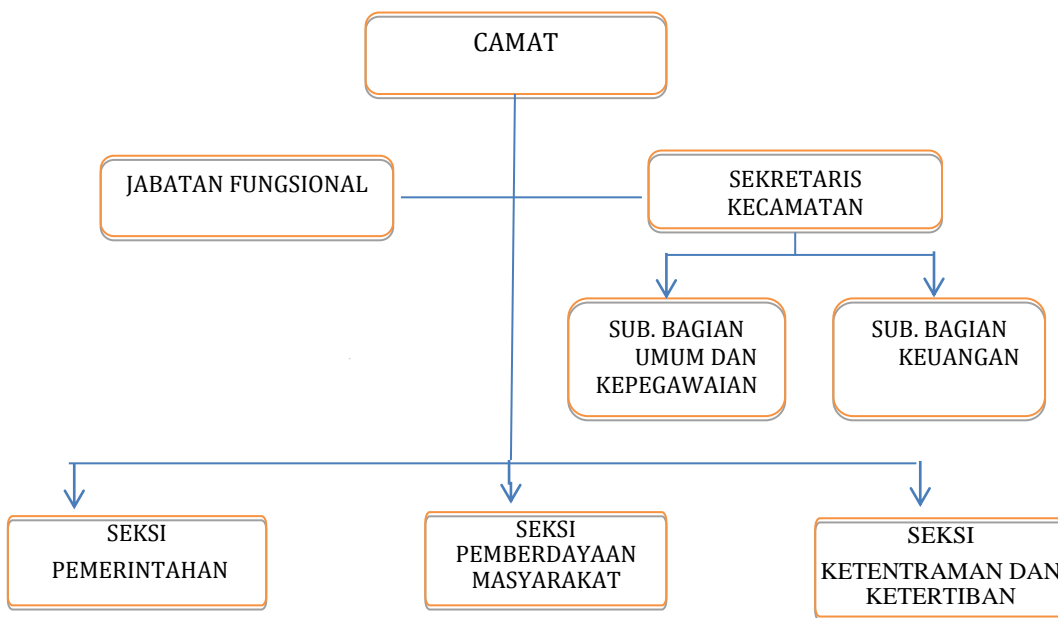 CAMAT
JABATAN FUNGSIONAL
SEKRETARIS
KECAMATAN
SUB. BAGIAN
UMUM DAN
KEPEGAWAIAN
SUB. BAGIAN
KEUANGAN
SEKSI
PEMERINTAHAN
SEKSI
PEMBERDAYAAN
MASYARAKAT
SEKSI
KETENTRAMAN DAN
KETERTIBAN